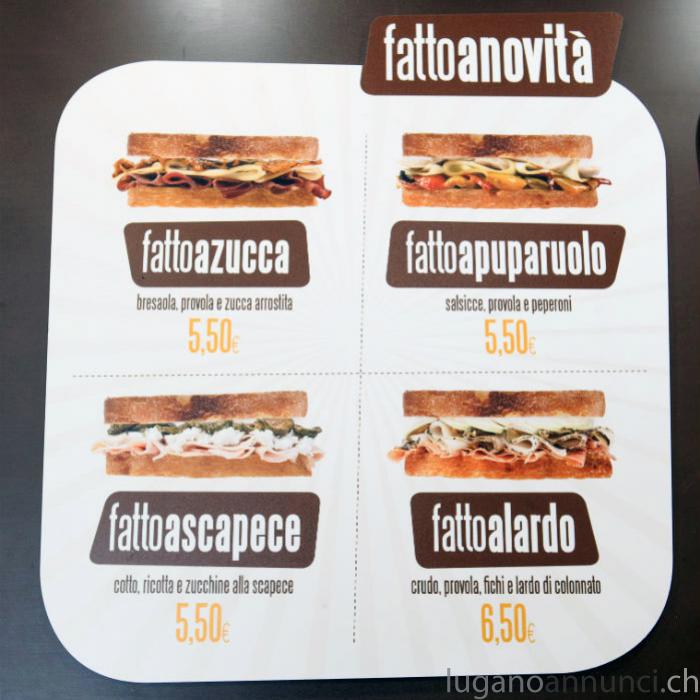 fattoanovità
fattoazucca
bresaola, provola e zucca arrostita
5,50€
fattoapuparuolo
salsicce, provola e peperoni
5,50€
fattoascapece
cotto, ricotta e zucchine alla scapece
5,50€
fattoalardo
crudo, provola, fichi e lardo di colonnato
6,50€
luganoannunci.ch